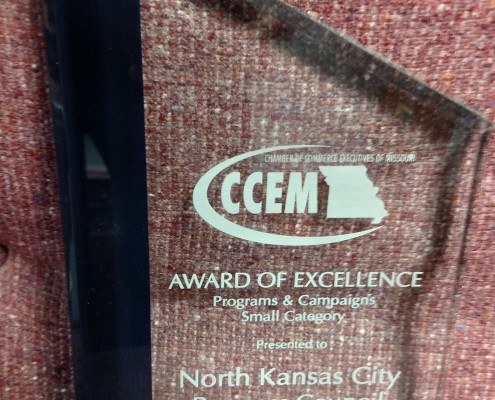 CHAMBER OF COMMERCE EXECUTIVES OF MISSOURI
CCEM
AWARD OF EXCELLENCE
Programs & Campaigns
Small Category
Presented to
North Kansas City
Council